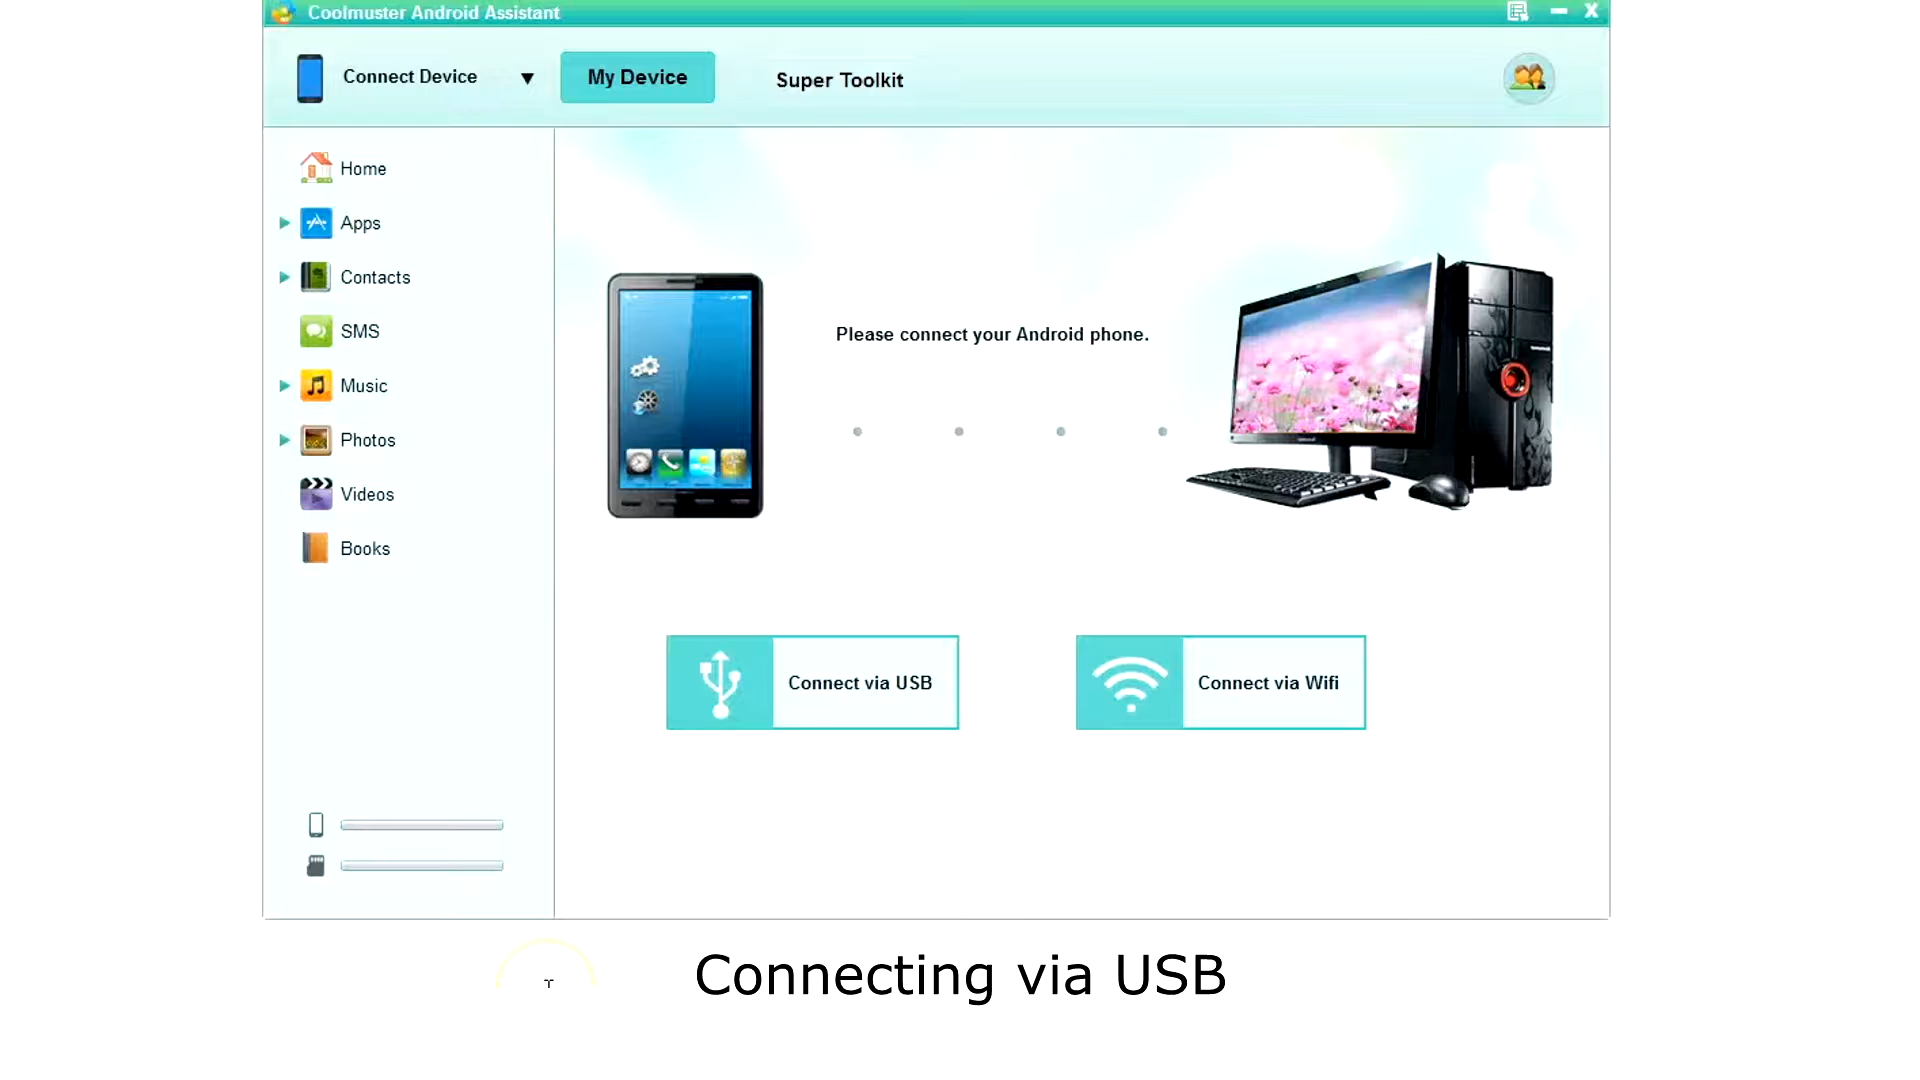 Coolmuster Android Assistant
Connect Device
My Device
Super Toolkit
Home
Apps
Contacts
SMS
Music
Photos
Videos
Books
Please connect your Android phone.
Connect via USB
Connect via Wifi
Connecting via USB